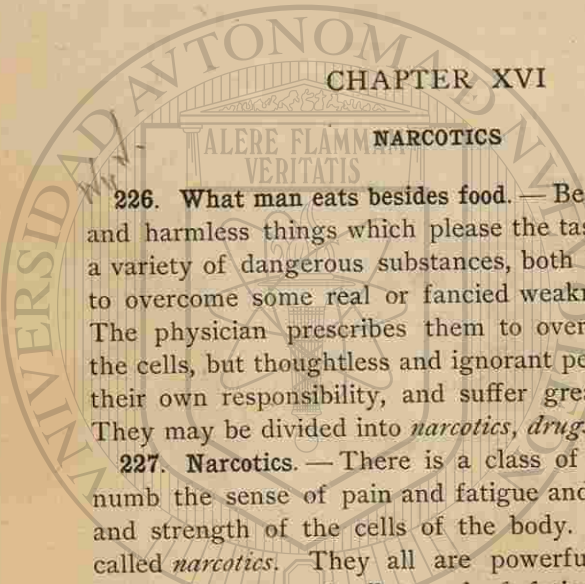 CHAPTER XVI
NARCOTICS
226. What man eats besides food. — Be
and harmless things which please the tas
a variety of dangerous substances, both
to overcome some real or fancied weak
The physician prescribes them to over
the cells, but thoughtless and ignorant pe
their own responsibility, and suffer grea
They may be divided into narcotics, drugs
227. Narcotics. — There is a class of
numb the sense of pain and fatigue and
and strength of the cells of the body.
called narcotics. They all are powerfu
ALERE FLAMMAM
VERITATIS
UNIVERSIDAD AUTONOMA D